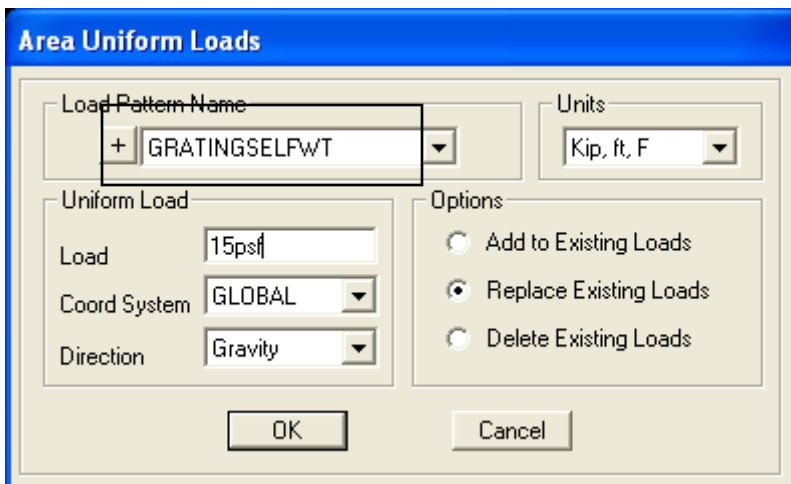 Area Uniform Loads
Load Pattern Name
+ GRATINGSELFWT
Units
Kip, ft, F
Uniform Load
Load 15psf
Coord System GLOBAL
Direction Gravity
Options
Add to Existing Loads
Replace Existing Loads
Delete Existing Loads
OK Cancel